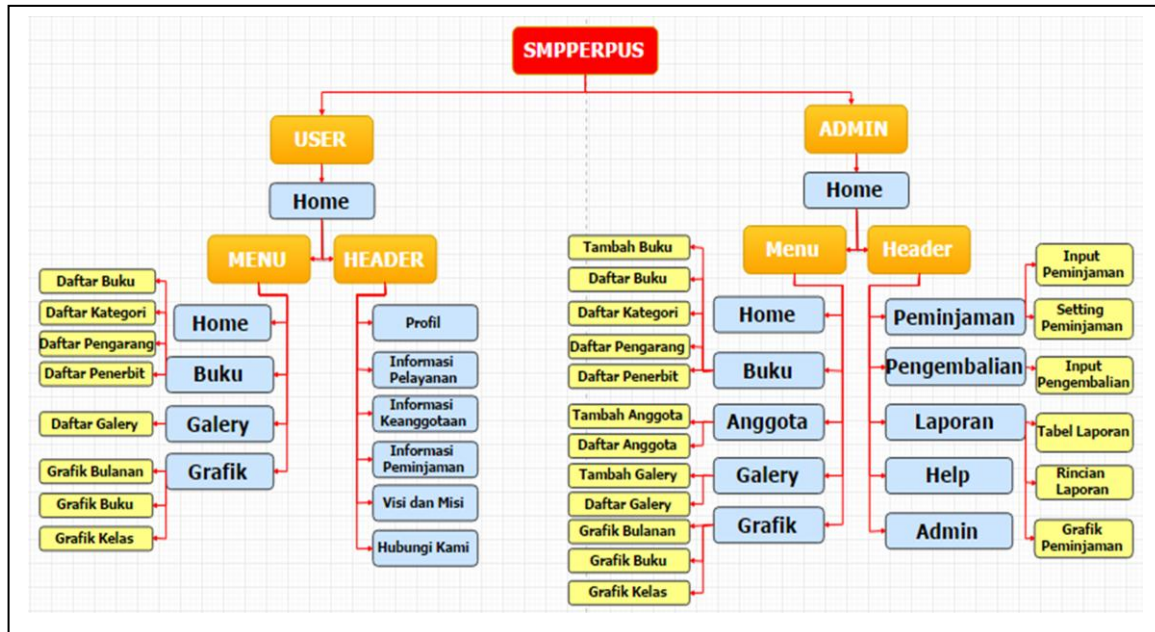 SMPPERPUS
USER
Home
MENU
HEADER
Daftar Buku
Daftar Kategori
Daftar Pengarang
Daftar Penerbit
Daftar Galery
Grafik Bulanan
Grafik Buku
Grafik Kelas
Home
Buku
Galery
Grafik
Profil
Informasi
Pelayanan
Informasi
Keanggotaan
Informasi
Peminjaman
Visi dan Misi
Hubungi Kami
ADMIN
Home
Menu
Header
Tambah Buku
Daftar Buku
Daftar Kategori
Daftar Pengarang
Daftar Penerbit
Tambah Anggota
Daftar Anggota
Tambah Galery
Daftar Galery
Grafik Bulanan
Grafik Buku
Grafik Kelas
Home
Buku
Anggota
Galery
Grafik
Peminjaman
Pengembalian
Laporan
Help
Admin
Input
Peminjaman
Setting
Peminjaman
Input
Pengembalian
Tabel Laporan
Rincian
Laporan
Grafik
Peminjaman